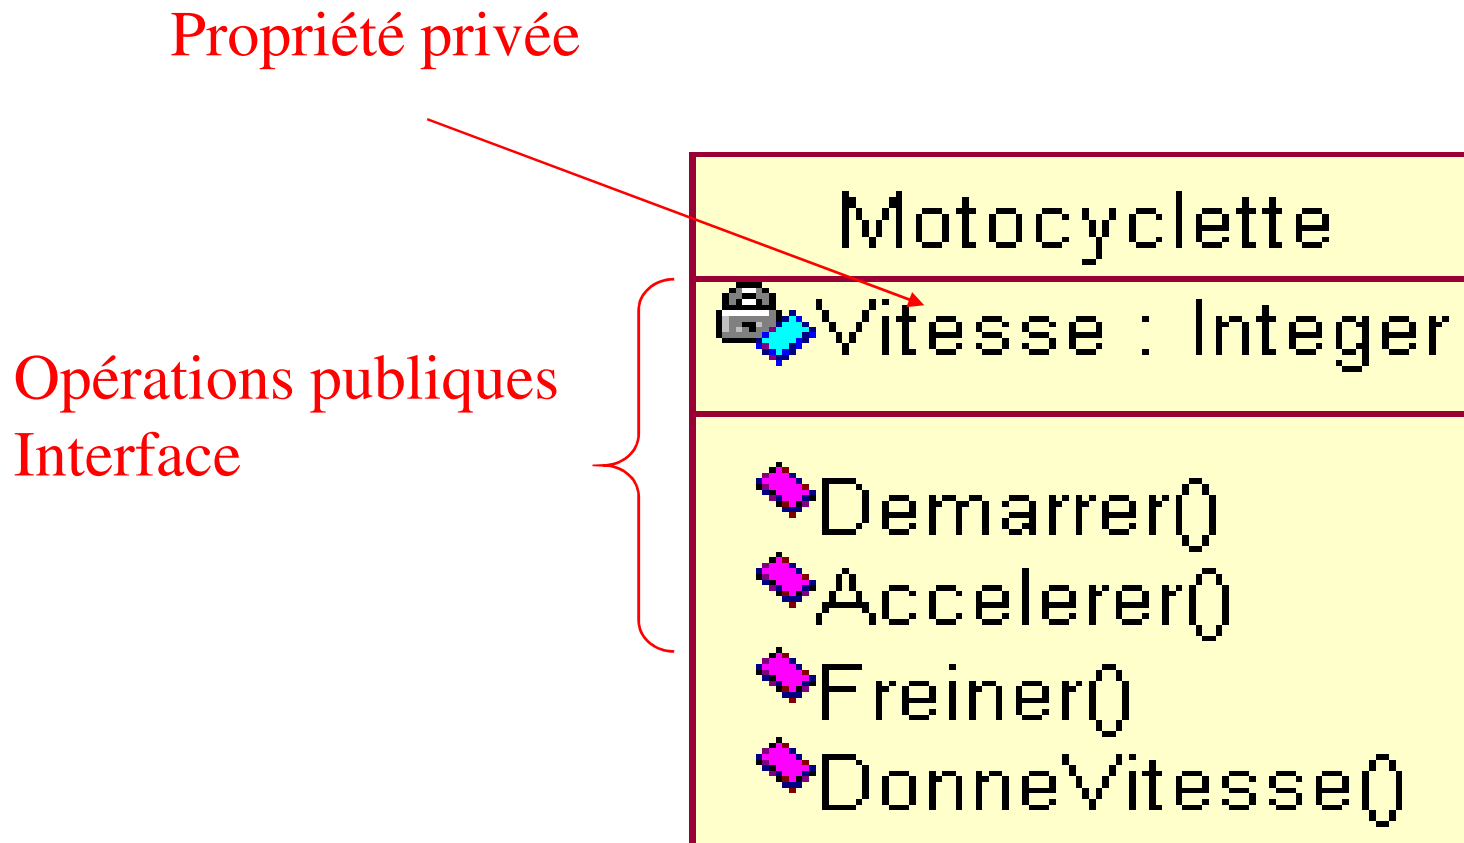 Propriété privée
Motocyclette
Vitesse : Integer
Opérations publiques
Interface
Demarrer()
Accelerer()
Freiner()
DonneVitesse()